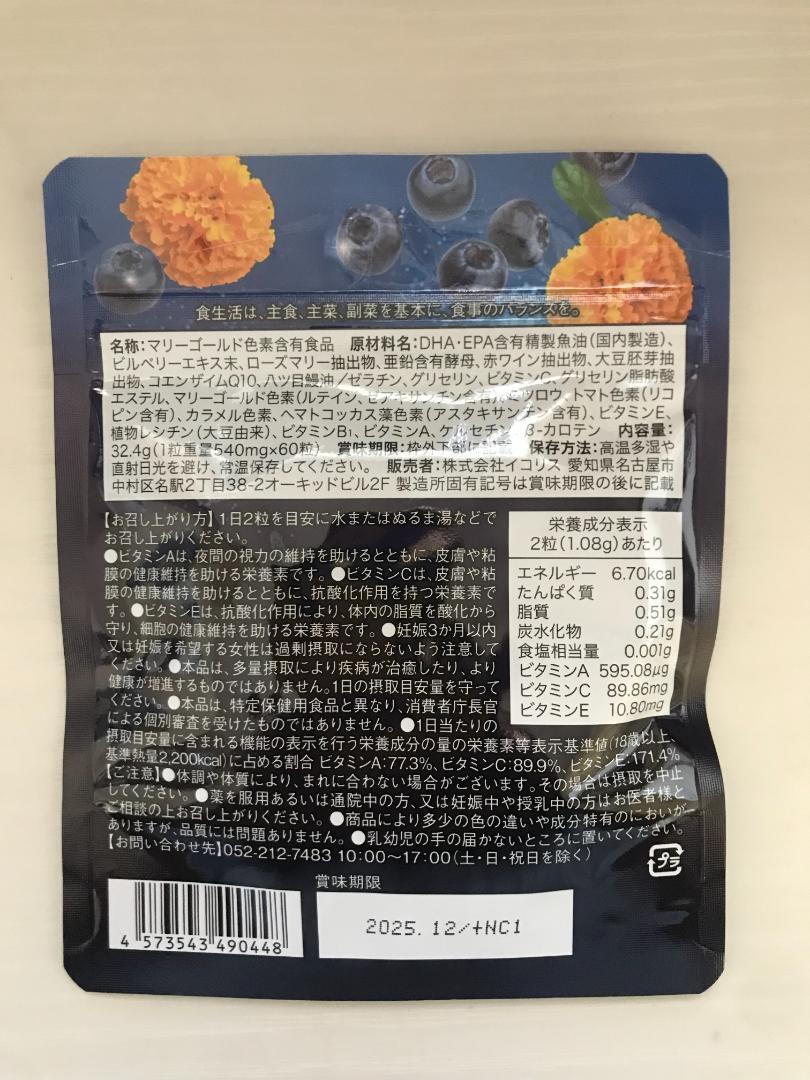 食生活は、主食、主菜、副菜を基本に、食事のバランスを。
名称：マリーゴールド色素含有食品 原材料名：DHA・EPA含有精製魚油（国内製造）、
ビルベリーエキス末、ローズマリー抽出物、亜鉛含有酵母、赤ワイン抽出物、大豆胚芽抽
出物、コエンザイムQ10、八ツ目鰻油／ゼラチン、グリセリン、ビタミンC、グリセリン脂肪酸
エステル、マリーゴールド色素（ルテイン、ゼアキサンチン含有）、ミツロウ、トマト色素（リコ
ピン含有）、カラメル色素、ヘマトコッカス藻色素（アスタキサンチン含有）、ビタミンE、
植物レシチン（大豆由来）、ビタミンB₁、ビタミンA、ケルセチン、β-カロテン 内容量：
32.4g（1粒重量540mg×60粒） 賞味期限：枠外下部に記載 保存方法：高温多湿や
直射日光を避け、常温保存してください。 販売者：株式会社イコリス 愛知県名古屋市
中村区名駅2丁目38-2オーキッドビル2F 製造所固有記号は賞味期限の後に記載
【お召し上がり方】1日2粒を目安に水またはぬるま湯などで
お召し上がりください。
●ビタミンAは、夜間の視力の維持を助けるとともに、皮膚や粘
膜の健康維持を助ける栄養素です。●ビタミンCは、皮膚や粘
膜の健康維持を助けるとともに、抗酸化作用を持つ栄養素で
す。●ビタミンEは、抗酸化作用により、体内の脂質を酸化から
守り、細胞の健康維持を助ける栄養素です。●妊娠3か月以内
又は妊娠を希望する女性は過剰摂取にならないよう注意して
ください。●本品は、多量摂取により疾病が治癒したり、より
健康が増進するものではありません。1日の摂取目安量を守って
ください。●本品は、特定保健用食品と異なり、消費者庁長官
による個別審査を受けたものではありません。●1日当たりの
摂取目安量に含まれる機能の表示を行う栄養成分の量の栄養素等表示基準値（18歳以上、
基準熱量2,200kcal）に占める割合 ビタミンA：77.3%、ビタミンC：89.9%、ビタミンE：171.4%
【ご注意】●体調や体質により、まれに合わない場合がございます。その場合は摂取を中止
してください。●薬を服用あるいは通院中の方、又は妊娠中や授乳中の方はお医者様と
ご相談の上お召し上がりください。●商品により多少の色の違いや成分特有のにおいが
ありますが、品質には問題ありません。●乳幼児の手の届かないところに置いてください。
【お問い合わせ先】052-212-7483 10:00～17:00（土・日・祝日を除く）
栄養成分表示
2粒（1.08g）あたり
エネルギー 6.70kcal
たんぱく質 0.31g
脂質 0.51g
炭水化物 0.21g
食塩相当量 0.001g
ビタミンA 595.08μg
ビタミンC 89.86mg
ビタミンE 10.80mg
プラ
賞味期限
2025.12/+NC1
4 573543 490448